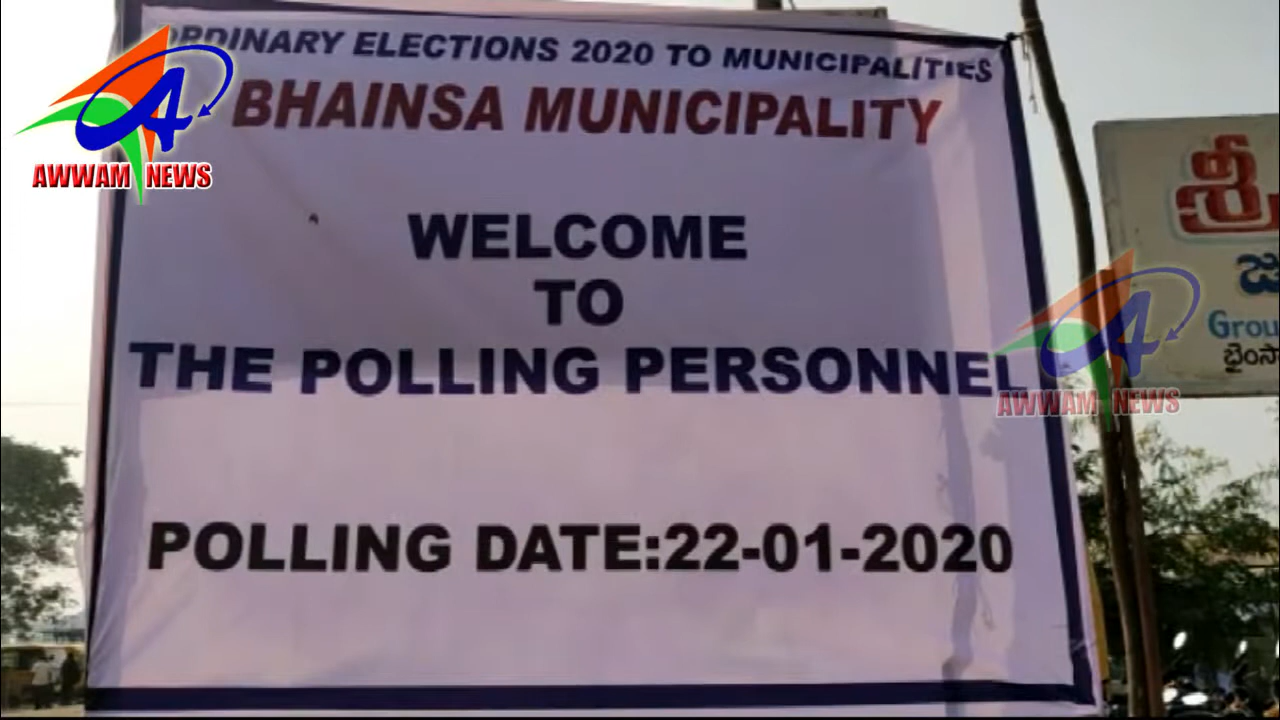 ORDINARY ELECTIONS 2020 TO MUNICIPALITIES
BHAINSA MUNICIPALITY
WELCOME
TO
THE POLLING PERSONNEL
POLLING DATE:22-01-2020
AWWAM NEWS
AWWAM NEWS
శ్రీ